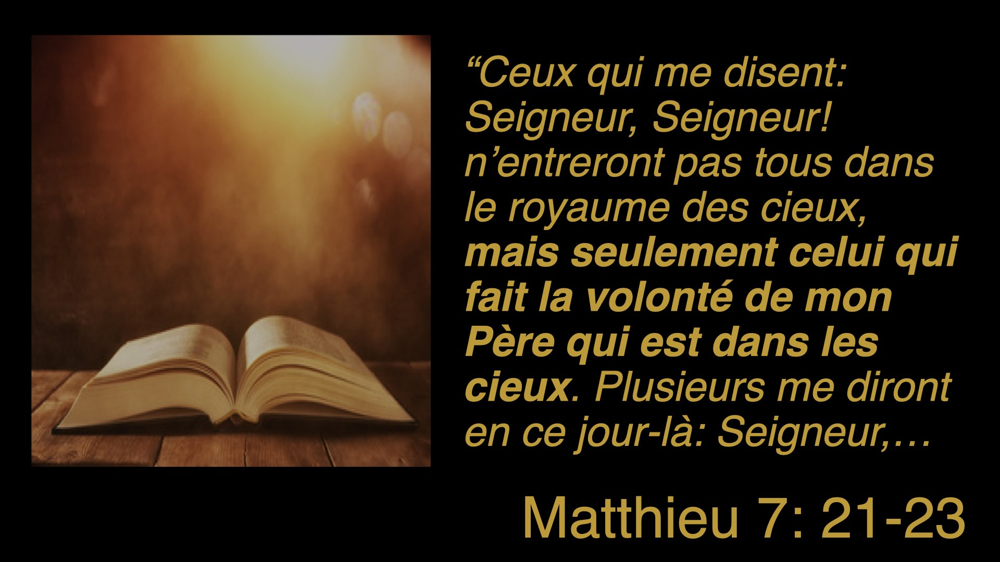 “Ceux qui me disent:
Seigneur, Seigneur!
n’entreront pas tous dans
le royaume des cieux,
mais seulement celui qui
fait la volonté de mon
Père qui est dans les
cieux. Plusieurs me diront
en ce jour-là: Seigneur,…
Matthieu 7: 21-23